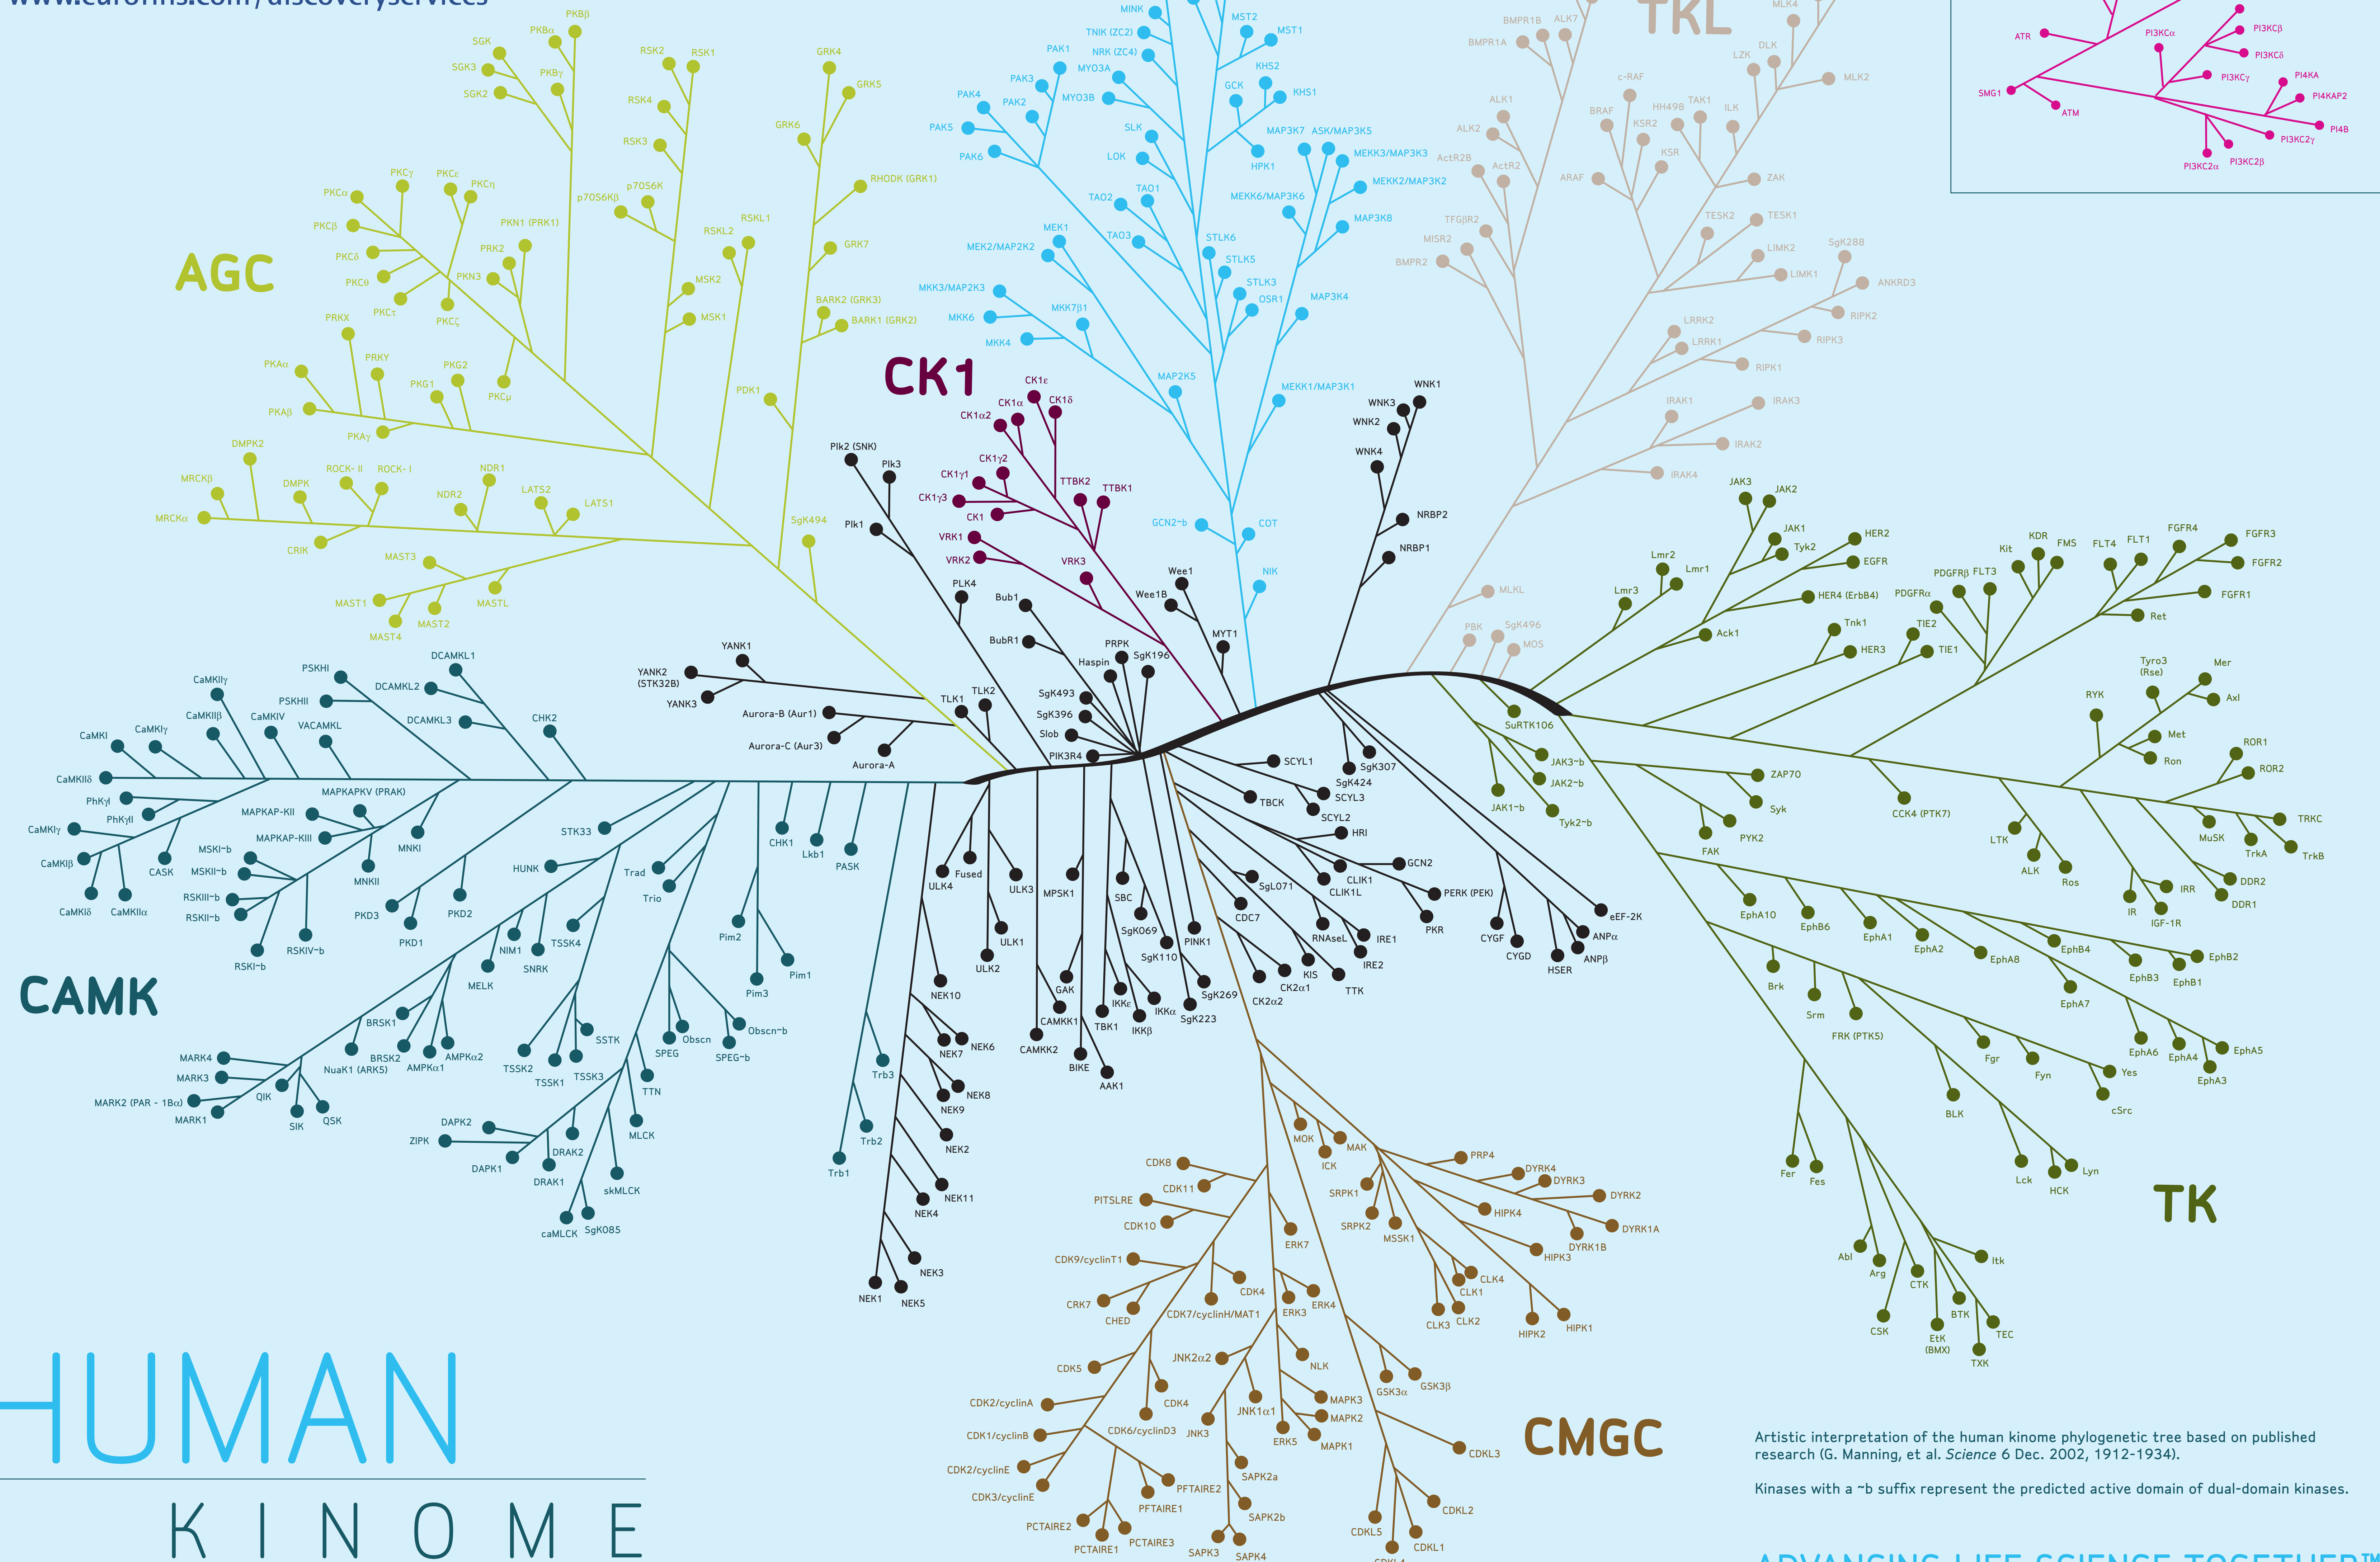 www.eurofins.com/discoveryservices
AGC
PKBβ
PKBα
PKBγ
SGK
SGK3
SGK2
RSK2
RSK1
RSK4
RSK3
p70S6K
p70S6Kβ
GRK4
GRK5
GRK6
RHODK (GRK1)
GRK7
BARK2 (GRK3)
BARK1 (GRK2)
RSKL1
RSKL2
MSK2
MSK1
PDK1
PKCα
PKCγ
PKCε
PKCη
PKCβ
PKCδ
PKCθ
PKCτ
PKCζ
PKN1 (PRK1)
PRK2
PKN3
PRKX
PKAα
PRKY
PKG2
PKG1
PKCμ
PKAβ
PKAγ
DMPK2
MRCKβ
DMPK
ROCK- II
ROCK- I
NDR1
NDR2
LATS2
LATS1
MRCKα
CRIK
MAST3
MAST1
MASTL
MAST2
MAST4
SgK494
MINK
TNIK (ZC2)
NRK (ZC4)
MYO3A
MYO3B
MST2
MST1
KHS2
KHS1
GCK
HPK1
PAK1
PAK3
PAK2
PAK4
PAK5
PAK6
SLK
LOK
TAO1
TAO2
TAO3
MAP3K7
ASK/MAP3K5
MEKK3/MAP3K3
MEKK2/MAP3K2
MEKK6/MAP3K6
MAP3K8
MEK1
MEK2/MAP2K2
STLK6
STLK5
STLK3
OSR1
MAP3K4
MKK3/MAP2K3
MKK6
MKK7β1
MKK4
MAP2K5
MEKK1/MAP3K1
GCN2~b
COT
NIK
CK1
CK1ε
CK1δ
CK1α
CK1α2
CK1γ2
CK1γ1
CK1γ3
CK1
TTBK2
TTBK1
VRK1
VRK2
VRK3
TKL
MLK4
BMPR1B
ALK7
BMPR1A
DLK
LZK
MLK2
c-RAF
BRAF
HH498
TAK1
ILK
KSR2
KSR
ARAF
ZAK
ALK1
ALK2
ActR2B
ActR2
TFGβR2
MISR2
BMPR2
TESK2
TESK1
LIMK2
LIMK1
SgK288
ANKRD3
RIPK2
RIPK3
LRRK2
LRRK1
RIPK1
IRAK1
IRAK3
IRAK2
IRAK4
MLKL
PBK
SgK496
MOS
ATR
SMG1
ATM
PI3KCα
PI3KCβ
PI3KCδ
PI3KCγ
PI4KA
PI4KAP2
PI4B
PI3KC2γ
PI3KC2β
PI3KC2α
WNK1
WNK3
WNK2
WNK4
NRBP2
NRBP1
Plk2 (SNK)
Plk3
Plk1
PLK4
Bub1
BubR1
Wee1
Wee1B
MYT1
PRPK
Haspin
SgK196
SgK493
SgK396
Slob
PIK3R4
YANK1
YANK2
(STK32B)
YANK3
TLK1
TLK2
Aurora-B (Aur1)
Aurora-C (Aur3)
Aurora-A
SCYL1
TBCK
SCYL3
SCYL2
SgK307
SgK424
HRI
CLIK1
CLIK1L
GCN2
PERK (PEK)
PKR
SgL071
CDC7
RNAseL
IRE1
IRE2
KIS
TTK
CK2α1
CK2α2
CYGF
CYGD
HSER
ANPα
ANPβ
eEF-2K
ULK4
Fused
ULK3
ULK1
ULK2
MPSK1
SBC
SgK069
SgK110
PINK1
SgK269
SgK223
GAK
CAMKK1
CAMKK2
TBK1
IKKε
IKKα
IKKβ
BIKE
AAK1
NEK10
NEK7
NEK6
NEK8
NEK9
NEK2
NEK11
NEK4
NEK3
NEK1
NEK5
CAMK
PSKHI
PSKHII
DCAMKL1
DCAMKL2
DCAMKL3
CHK2
CaMKIIγ
CaMKIIβ
CaMKIV
VACAMKL
CaMKI
CaMKIγ
CaMKIIδ
PhKγI
PhKγII
CaMKIγ
CaMKIβ
CASK
CaMKIδ
CaMKIIα
MAPKAPKV (PRAK)
MAPKAP-KII
MAPKAP-KIII
MNKI
MNKII
MSKI~b
MSKII~b
RSKIII~b
RSKII~b
RSKI~b
RSKIV~b
PKD3
PKD1
PKD2
STK33
HUNK
Trad
Trio
CHK1
Lkb1
PASK
TSSK4
NIM1
SNRK
MELK
Pim2
Pim3
Pim1
BRSK1
BRSK2
AMPKα2
AMPKα1
NuaK1 (ARK5)
MARK4
MARK3
MARK2 (PAR - 1Bα)
MARK1
QIK
SIK
QSK
TSSK2
TSSK1
TSSK3
SSTK
SPEG
Obscn
Obscn~b
SPEG~b
TTN
MLCK
DAPK2
ZIPK
DAPK1
DRAK2
DRAK1
skMLCK
caMLCK
SgK085
Trb3
Trb2
Trb1
JAK3
JAK2
JAK1
Tyk2
HER2
EGFR
HER4 (ErbB4)
HER3
Lmr2
Lmr1
Lmr3
Ack1
Tnk1
TIE2
TIE1
PDGFRα
PDGFRβ
FLT3
Kit
KDR
FMS
FLT4
FLT1
FGFR4
FGFR3
FGFR2
FGFR1
Ret
SuRTK106
JAK3~b
JAK2~b
JAK1~b
Tyk2~b
Tyro3
(Rse)
Mer
Axl
RYK
Met
Ron
ROR1
ROR2
ZAP70
Syk
PYK2
FAK
CCK4 (PTK7)
LTK
ALK
Ros
MuSK
TRKC
TrkA
TrkB
DDR2
DDR1
IRR
IR
IGF-1R
EphA10
EphB6
EphA1
EphA2
EphA8
EphB4
EphB3
EphB2
EphB1
EphA7
EphA6
EphA4
EphA5
EphA3
Brk
Srm
FRK (PTK5)
Fgr
Fyn
Yes
cSrc
BLK
Lck
HCK
Lyn
Fer
Fes
TK
Abl
Arg
CTK
CSK
Itk
BTK
EtK
(BMX)
TEC
TXK
MOK
MAK
ICK
PRP4
SRPK1
SRPK2
MSSK1
DYRK4
DYRK3
DYRK2
DYRK1A
DYRK1B
HIPK4
HIPK3
HIPK2
HIPK1
CLK4
CLK1
CLK3
CLK2
CDK8
CDK11
PITSLRE
CDK10
ERK7
CDK9/cyclinT1
CRK7
CHED
CDK4
CDK7/cyclinH/MAT1
ERK3
ERK4
CDK5
JNK2α2
NLK
GSK3α
GSK3β
CDK4
CDK2/cyclinA
CDK6/cyclinD3
JNK3
JNK1α1
MAPK3
MAPK2
MAPK1
ERK5
CDK1/cyclinB
CDK2/cyclinE
CDK3/cyclinE
PFTAIRE2
PFTAIRE1
PCTAIRE2
PCTAIRE1
PCTAIRE3
SAPK2a
SAPK2b
SAPK3
SAPK4
CDKL3
CDKL2
CDKL5
CDKL1
CDKL4
CMGC
HUMAN
KINOME
Artistic interpretation of the human kinome phylogenetic tree based on published
research (G. Manning, et al. Science 6 Dec. 2002, 1912-1934).
Kinases with a ~b suffix represent the predicted active domain of dual-domain kinases.
ADVANCING LIFE SCIENCE TOGETHER™